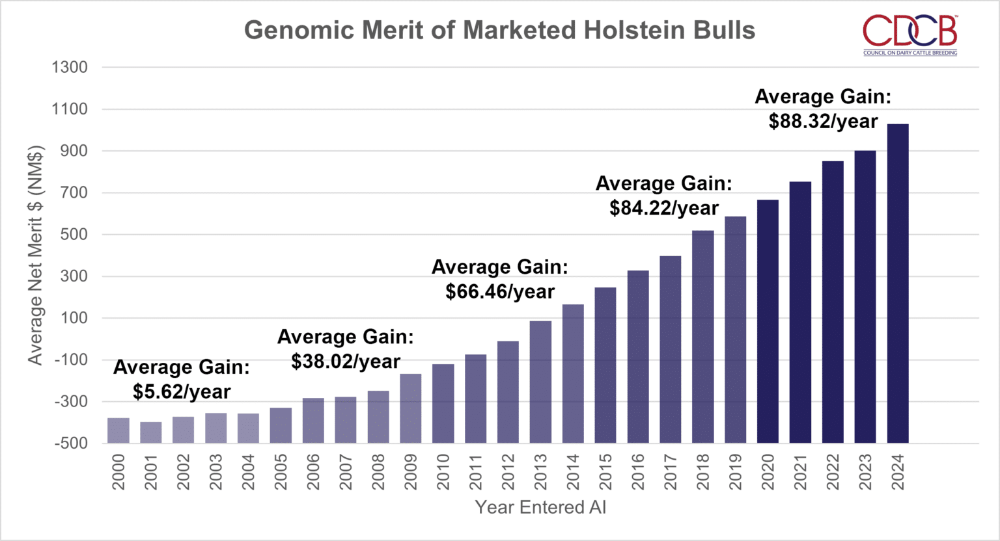 Genomic Merit of Marketed Holstein Bulls
CDCB™
COUNCIL ON DAIRY CATTLE BREEDING
Average Net Merit $ (NM$)
1300
1100
900
700
500
300
100
-100
-300
-500
Average Gain:
$5.62/year
Average Gain:
$38.02/year
Average Gain:
$66.46/year
Average Gain:
$84.22/year
Average Gain:
$88.32/year
2000
2001
2002
2003
2004
2005
2006
2007
2008
2009
2010
2011
2012
2013
2014
2015
2016
2017
2018
2019
2020
2021
2022
2023
2024
Year Entered AI